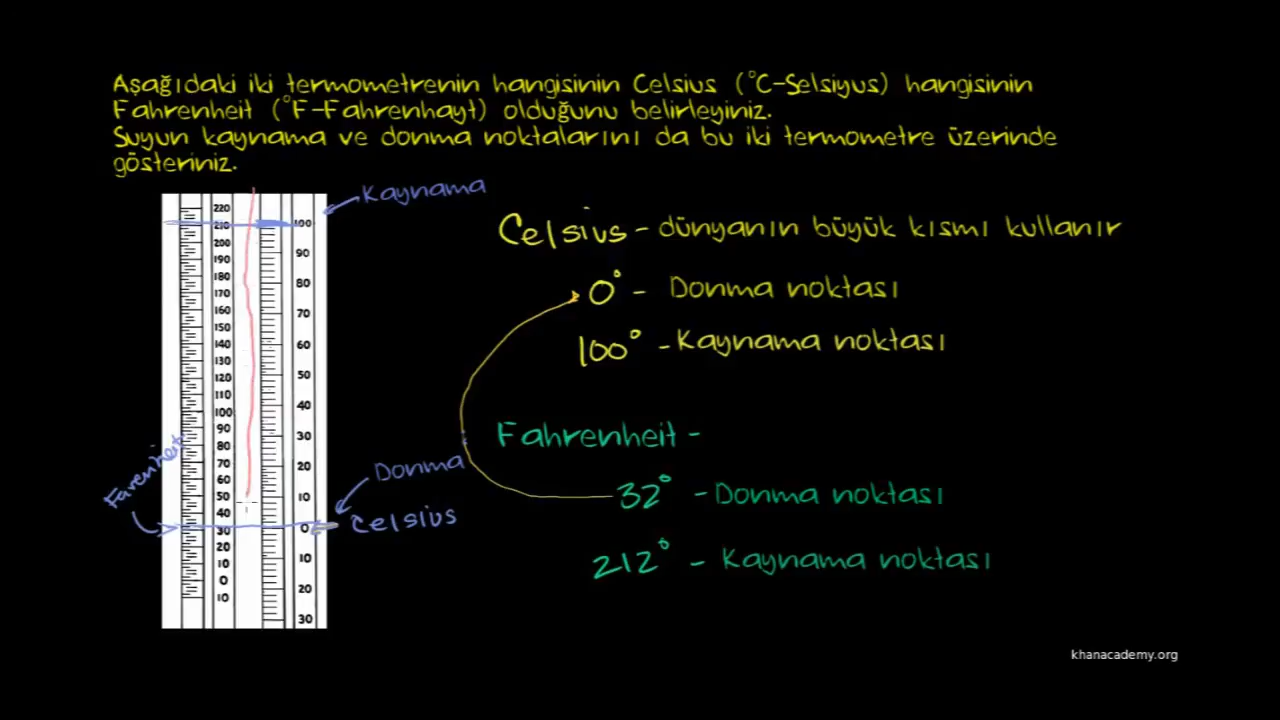 Aşağıdaki iki termometrenin hangisinin Celsius (°C-Selsiyus) hangisinin
Fahrenheit (°F-Fahrenhayt) olduğunu belirleyiniz.
Suyun kaynama ve donma noktalarını da bu iki termometre üzerinde
gösteriniz.
Kaynama
220
210 100
200
190 90
180
170 80
160 70
150
140 60
130
120 50
110
100 40
90
80 30
70
60 20
50 10
40
30 0
20
10 10
0
10 20
30
Farenheit
Donma
Celsius
Celsius - dünyanın büyük kısmı kullanır
0° - Donma noktası
100° - Kaynama noktası
Fahrenheit -
32° - Donma noktası
212° - Kaynama noktası
khanacademy.org